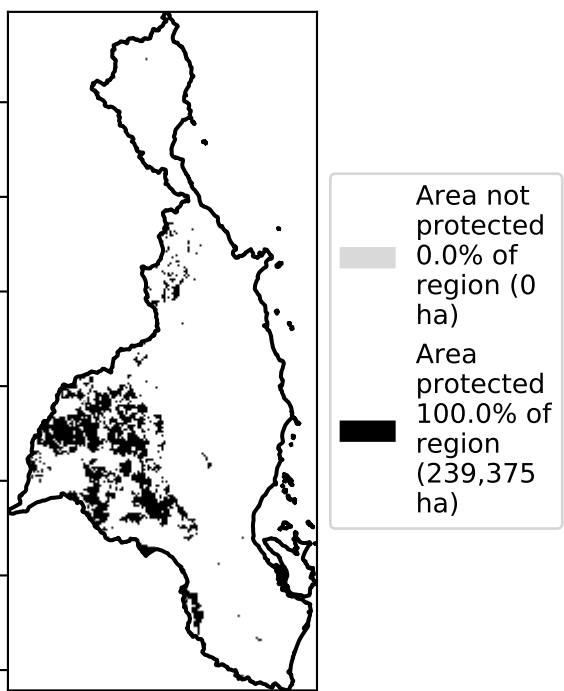 Area not
protected
0.0% of
region (0
ha)
Area
protected
100.0% of
region
(239,375
ha)